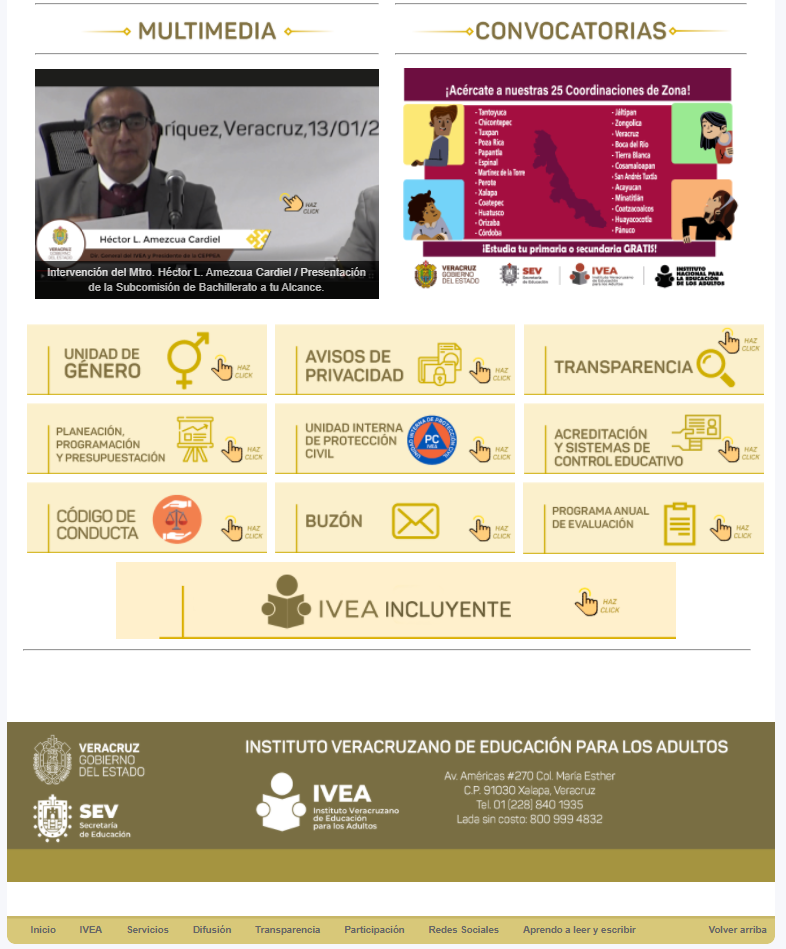 MULTIMEDIA
CONVOCATORIAS
ríquez,Veracruz,13/01/2
HAZ
CLICK
VERACRUZ
GOBIERNO
DEL ESTADO
Héctor L. Amezcua Cardiel
Dir. General del IVEA y Presidente de la CEPPEA
Intervención del Mtro. Héctor L. Amezcua Cardiel / Presentación
de la Subcomisión de Bachillerato a tu Alcance.
¡Acércate a nuestras 25 Coordinaciones de Zona!
- Tantoyuca
- Chicontepec
- Tuxpan
- Poza Rica
- Papantla
- Espinal
- Martínez de la Torre
- Perote
- Xalapa
- Coatepec
- Huatusco
- Orizaba
- Córdoba
- Jáltipan
- Zongolica
- Veracruz
- Boca del Río
- Tierra Blanca
- Cosamaloapan
- San Andrés Tuxtla
- Acayucan
- Minatitlán
- Coatzacoalcos
- Huayacocotla
- Pánuco
¡Estudia tu primaria o secundaria GRATIS!
VERACRUZ
GOBIERNO
DEL ESTADO
SEV
Secretaría
de Educación
IVEA
Instituto Veracruzano
de Educación
para los Adultos
INSTITUTO
NACIONAL PARA
LA EDUCACIÓN
DE LOS ADULTOS
UNIDAD DE
GÉNERO
HAZ
CLICK
AVISOS DE
PRIVACIDAD
HAZ
CLICK
TRANSPARENCIA
HAZ
CLICK
PLANEACIÓN,
PROGRAMACIÓN
Y PRESUPUESTACIÓN
HAZ
CLICK
UNIDAD INTERNA
DE PROTECCIÓN
CIVIL
UNIDAD INTERNA DE PROTECCIÓN CIVIL
PC
IVEA
HAZ
CLICK
ACREDITACIÓN
Y SISTEMAS DE
CONTROL EDUCATIVO
HAZ
CLICK
CÓDIGO DE
CONDUCTA
HAZ
CLICK
BUZÓN
HAZ
CLICK
PROGRAMA ANUAL
DE EVALUACIÓN
HAZ
CLICK
IVEA INCLUYENTE
HAZ
CLICK
VERACRUZ
GOBIERNO
DEL ESTADO
SEV
Secretaría
de Educación
INSTITUTO VERACRUZANO DE EDUCACIÓN PARA LOS ADULTOS
IVEA
Instituto Veracruzano
de Educación
para los Adultos
Av. Américas #270 Col. María Esther
C.P. 91030 Xalapa, Veracruz
Tel. 01 (228) 840 1935
Lada sin costo: 800 999 4832
Inicio IVEA Servicios Difusión Transparencia Participación Redes Sociales Aprendo a leer y escribir Volver arriba